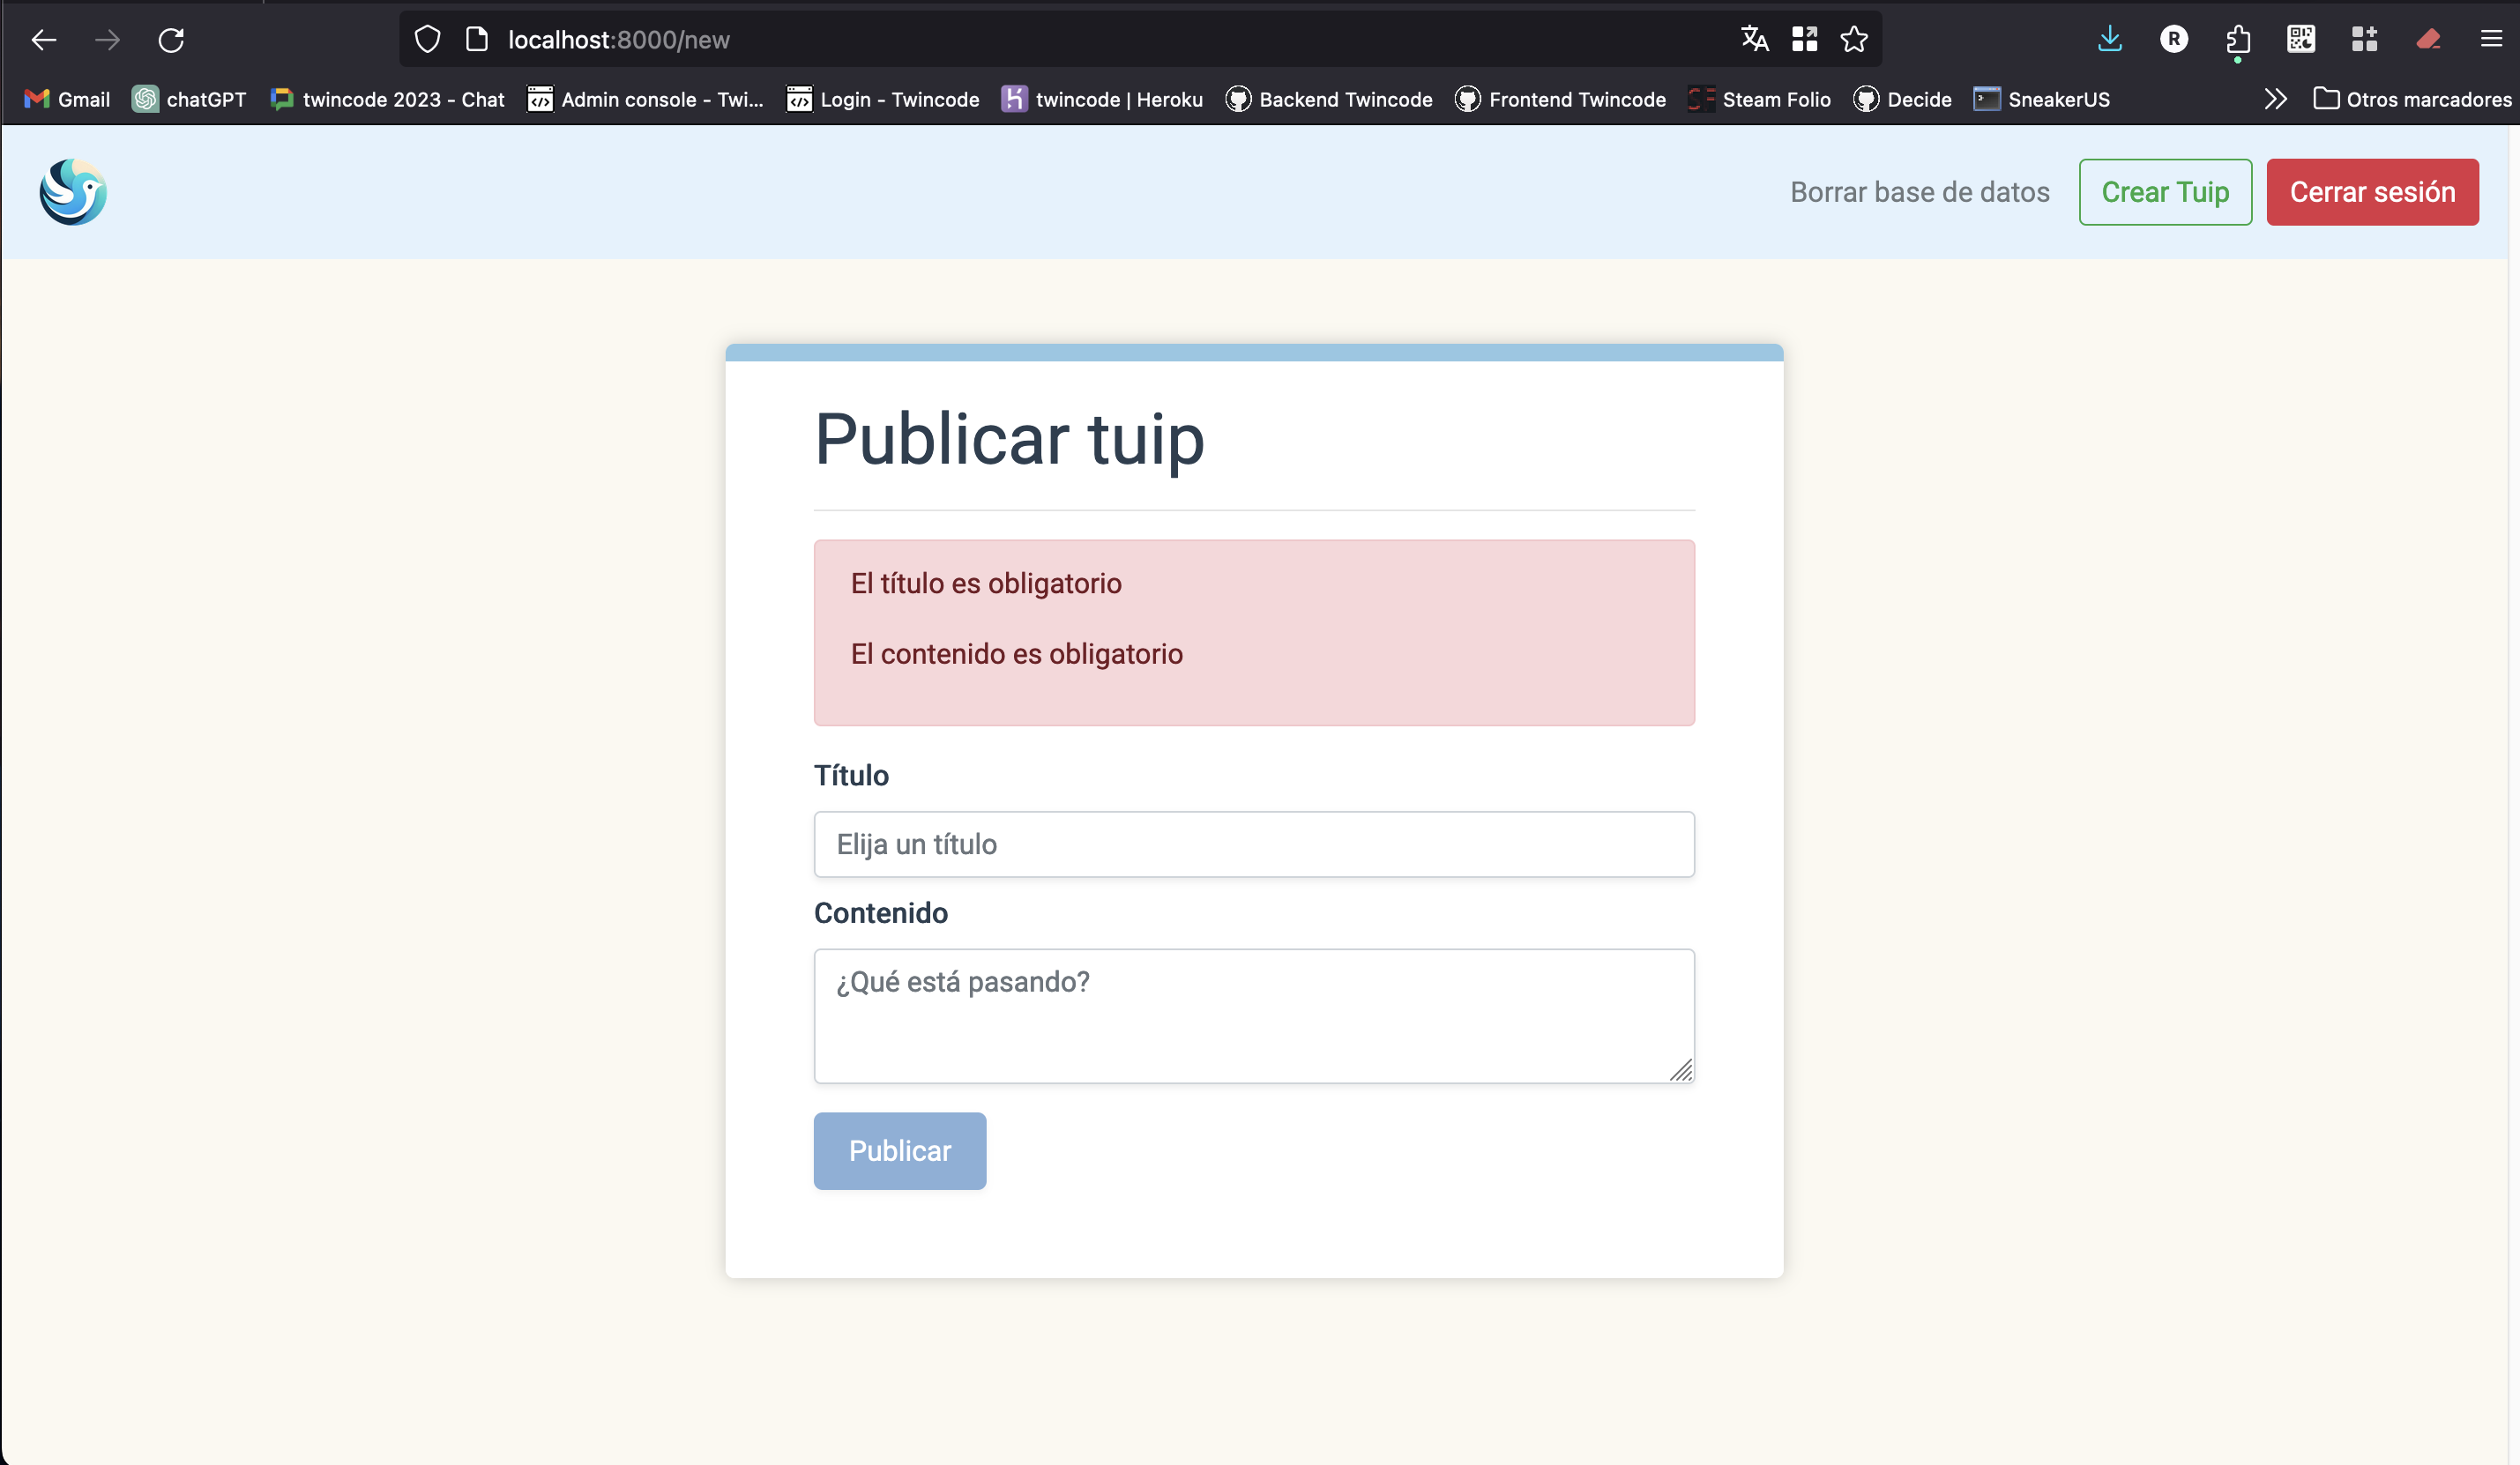 localhost:8000/new
Gmail chatGPT twincode 2023 - Chat Admin console - Twi... Login - Twincode twincode | Heroku Backend Twincode Frontend Twincode Steam Folio Decide SneakerUS Otros marcadores
Borrar base de datos Crear Tuip Cerrar sesión
Publicar tuip
El título es obligatorio
El contenido es obligatorio
Título
Elija un título
Contenido
¿Qué está pasando?
Publicar